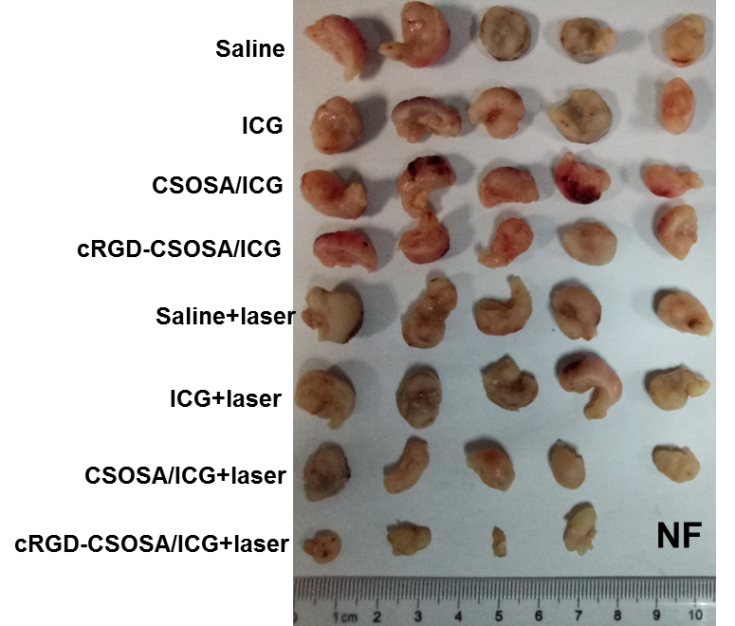 Saline
ICG
CSOSA/ICG
cRGD-CSOSA/ICG
Saline+laser
ICG+laser
CSOSA/ICG+laser
cRGD-CSOSA/ICG+laser
NF
1cm 2 3 4 5 6 7 8 9 10